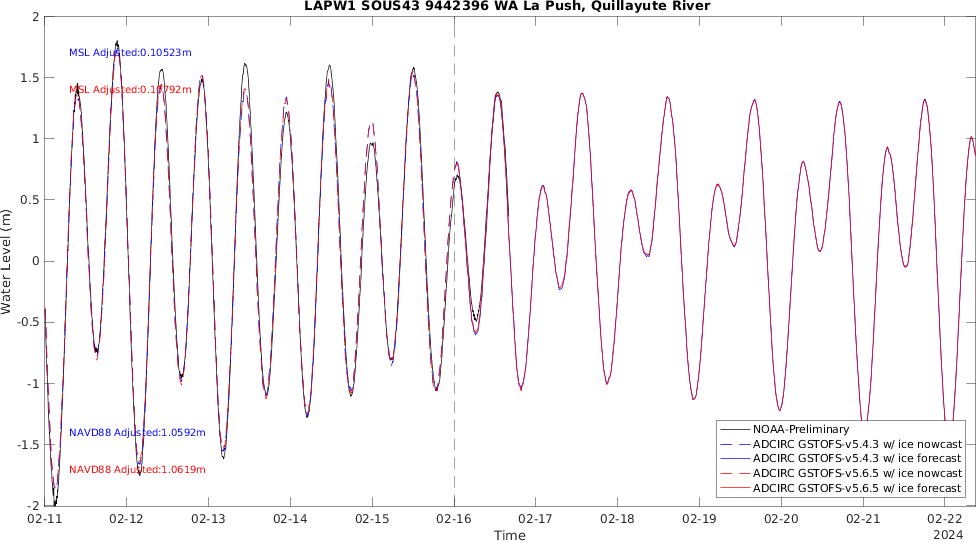 LAPW1 SOUS43 9442396 WA La Push, Quillayute River
Water Level (m)
2
1.5
1
0.5
0
-0.5
-1
-1.5
-2
MSL Adjusted:0.10523m
MSL Adjusted:0.10792m
NAVD88 Adjusted:1.0592m
NAVD88 Adjusted:1.0619m
NOAA-Preliminary
ADCIRC GSTOFS-v5.4.3 w/ ice nowcast
ADCIRC GSTOFS-v5.4.3 w/ ice forecast
ADCIRC GSTOFS-v5.6.5 w/ ice nowcast
ADCIRC GSTOFS-v5.6.5 w/ ice forecast
02-11 02-12 02-13 02-14 02-15 02-16 02-17 02-18 02-19 02-20 02-21 02-22
2024
Time